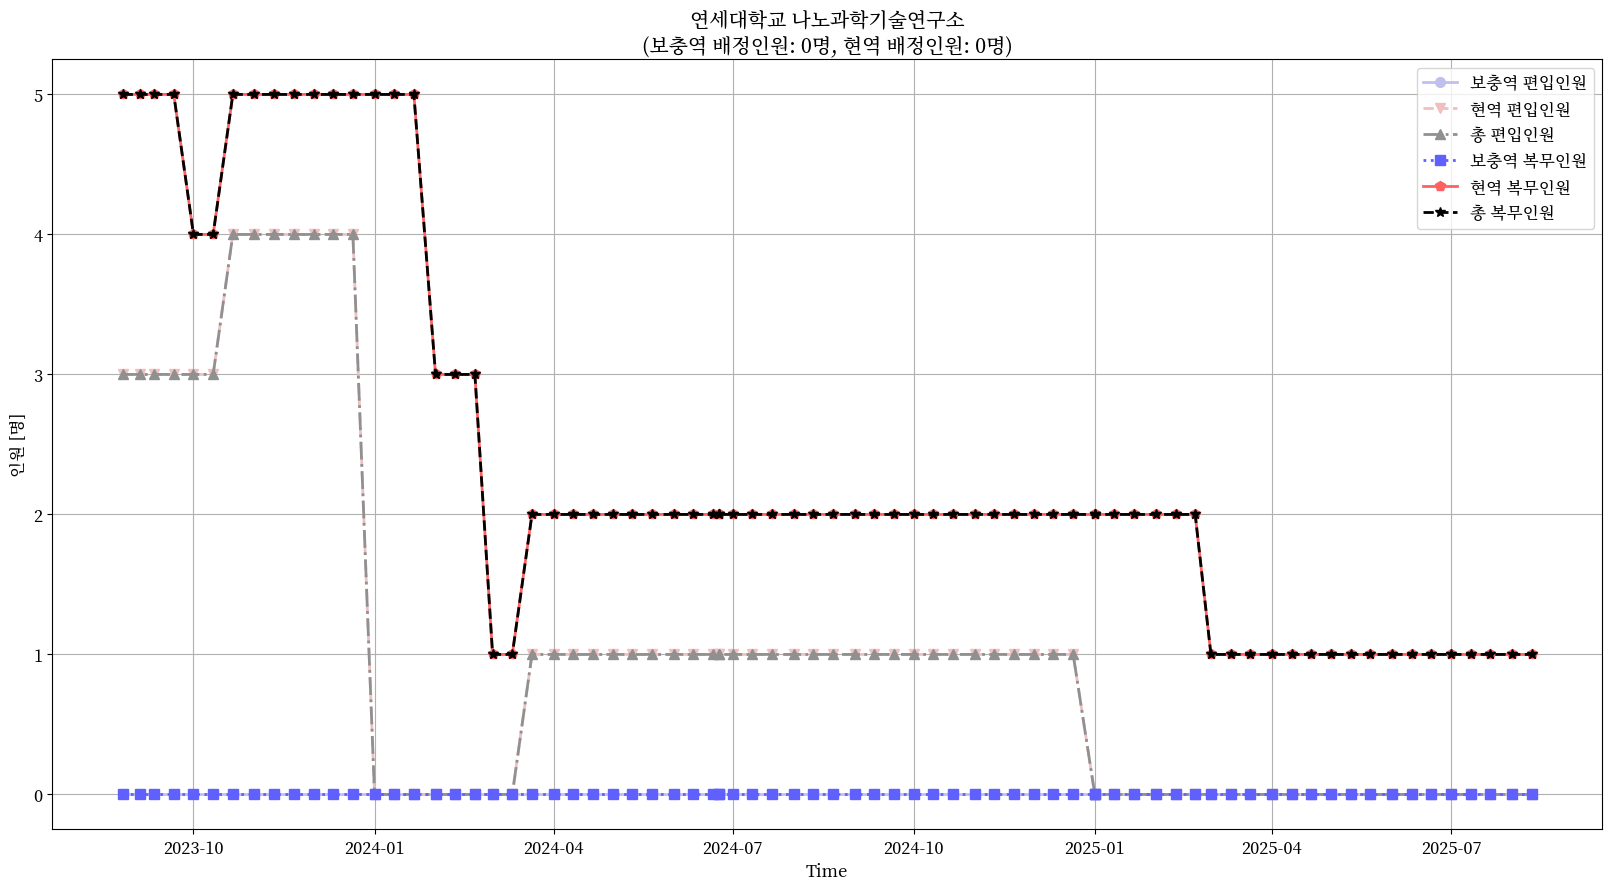 연세대학교 나노과학기술연구소
(보충역 배정인원: 0명, 현역 배정인원: 0명)
보충역 편입인원
현역 편입인원
총 편입인원
보충역 복무인원
현역 복무인원
총 복무인원
인원 [명]
5
4
3
2
1
0
2023-10
2024-01
2024-04
2024-07
2024-10
2025-01
2025-04
2025-07
Time